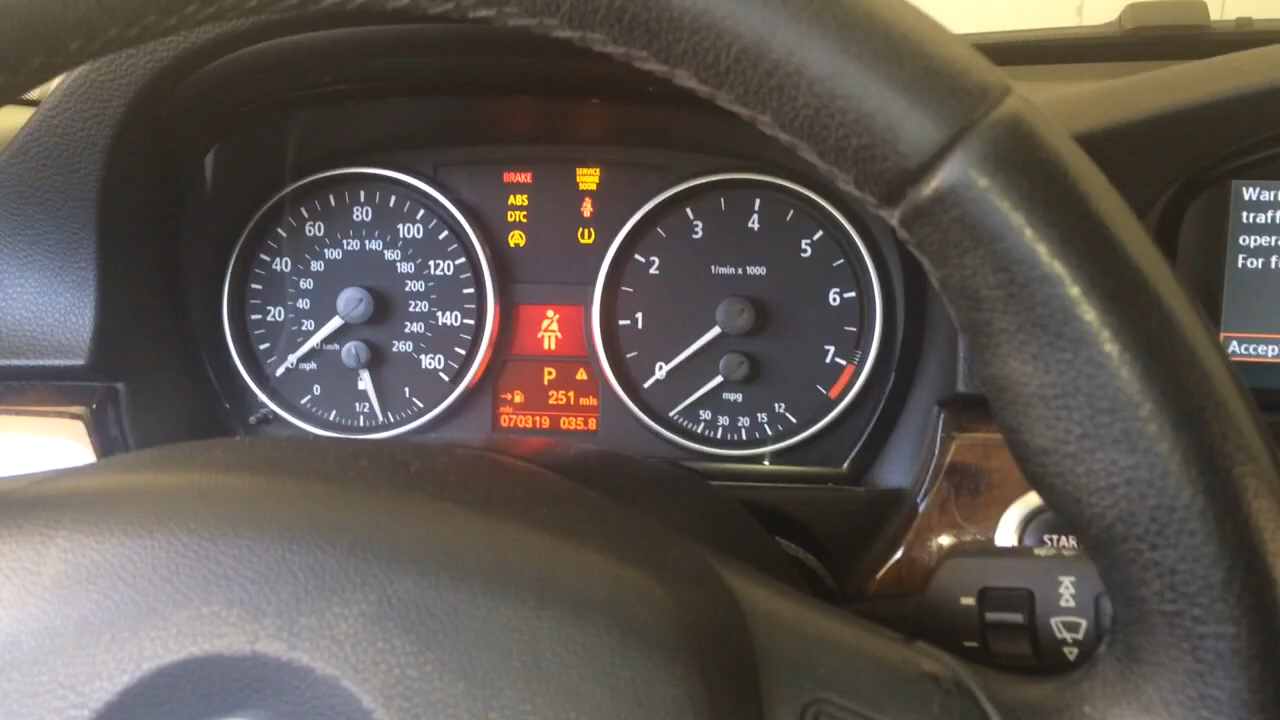 60 80 100
120 140
100 160
40 80 180 120
60 200
20 40 220 140
20 240
0 km/h 260 160
mph
0 1/2 1
BRAKE
SERVICE
ENGINE
SOON
ABS
DTC
P
251 mls
mls
070319 035.8
3 4 5
2 6
1/min x 1000
1 7
0
mpg
50 30 20 15 12
Warn
traff
opera
For f
Accep
STAR